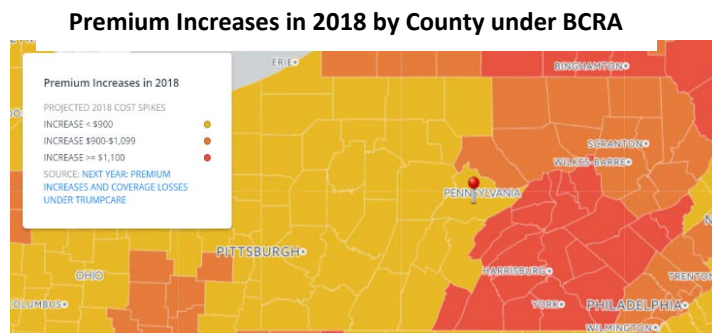 Premium Increases in 2018 by County under BCRA
ERIE
BINGHAMTON
Premium Increases in 2018
PROJECTED 2018 COST SPIKES
INCREASE < $900
INCREASE $900-$1,099
INCREASE >= $1,100
SOURCE: NEXT YEAR: PREMIUM
INCREASES AND COVERAGE LOSSES
UNDER TRUMPCARE
SCRANTON
WILKES-BARRE
PENNSYLVANIA
PITTSBURGH
HARRISBURG
OHIO
TRENTON
COLUMBUS
YORK
PHILADELPHIA
WILMINGTON